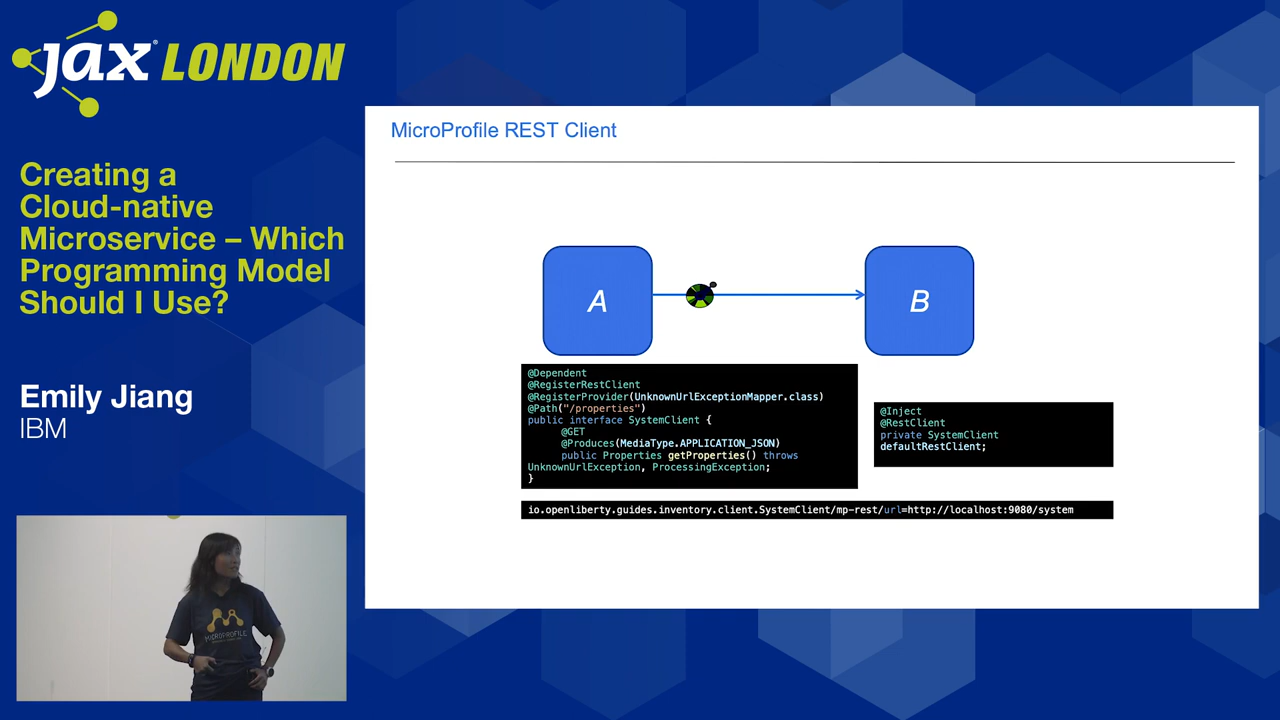 jax® LONDON
Creating a
Cloud-native
Microservice – Which
Programming Model
Should I Use?
Emily Jiang
IBM
MICROPROFILE
MicroProfile REST Client
A
B
@Dependent
@RegisterRestClient
@RegisterProvider(UnknownUrlExceptionMapper.class)
@Path("/properties")
public interface SystemClient {
@GET
@Produces(MediaType.APPLICATION_JSON)
public Properties getProperties() throws
UnknownUrlException, ProcessingException;
}
@Inject
@RestClient
private SystemClient
defaultRestClient;
io.openliberty.guides.inventory.client.SystemClient/mp-rest/url=http://localhost:9080/system